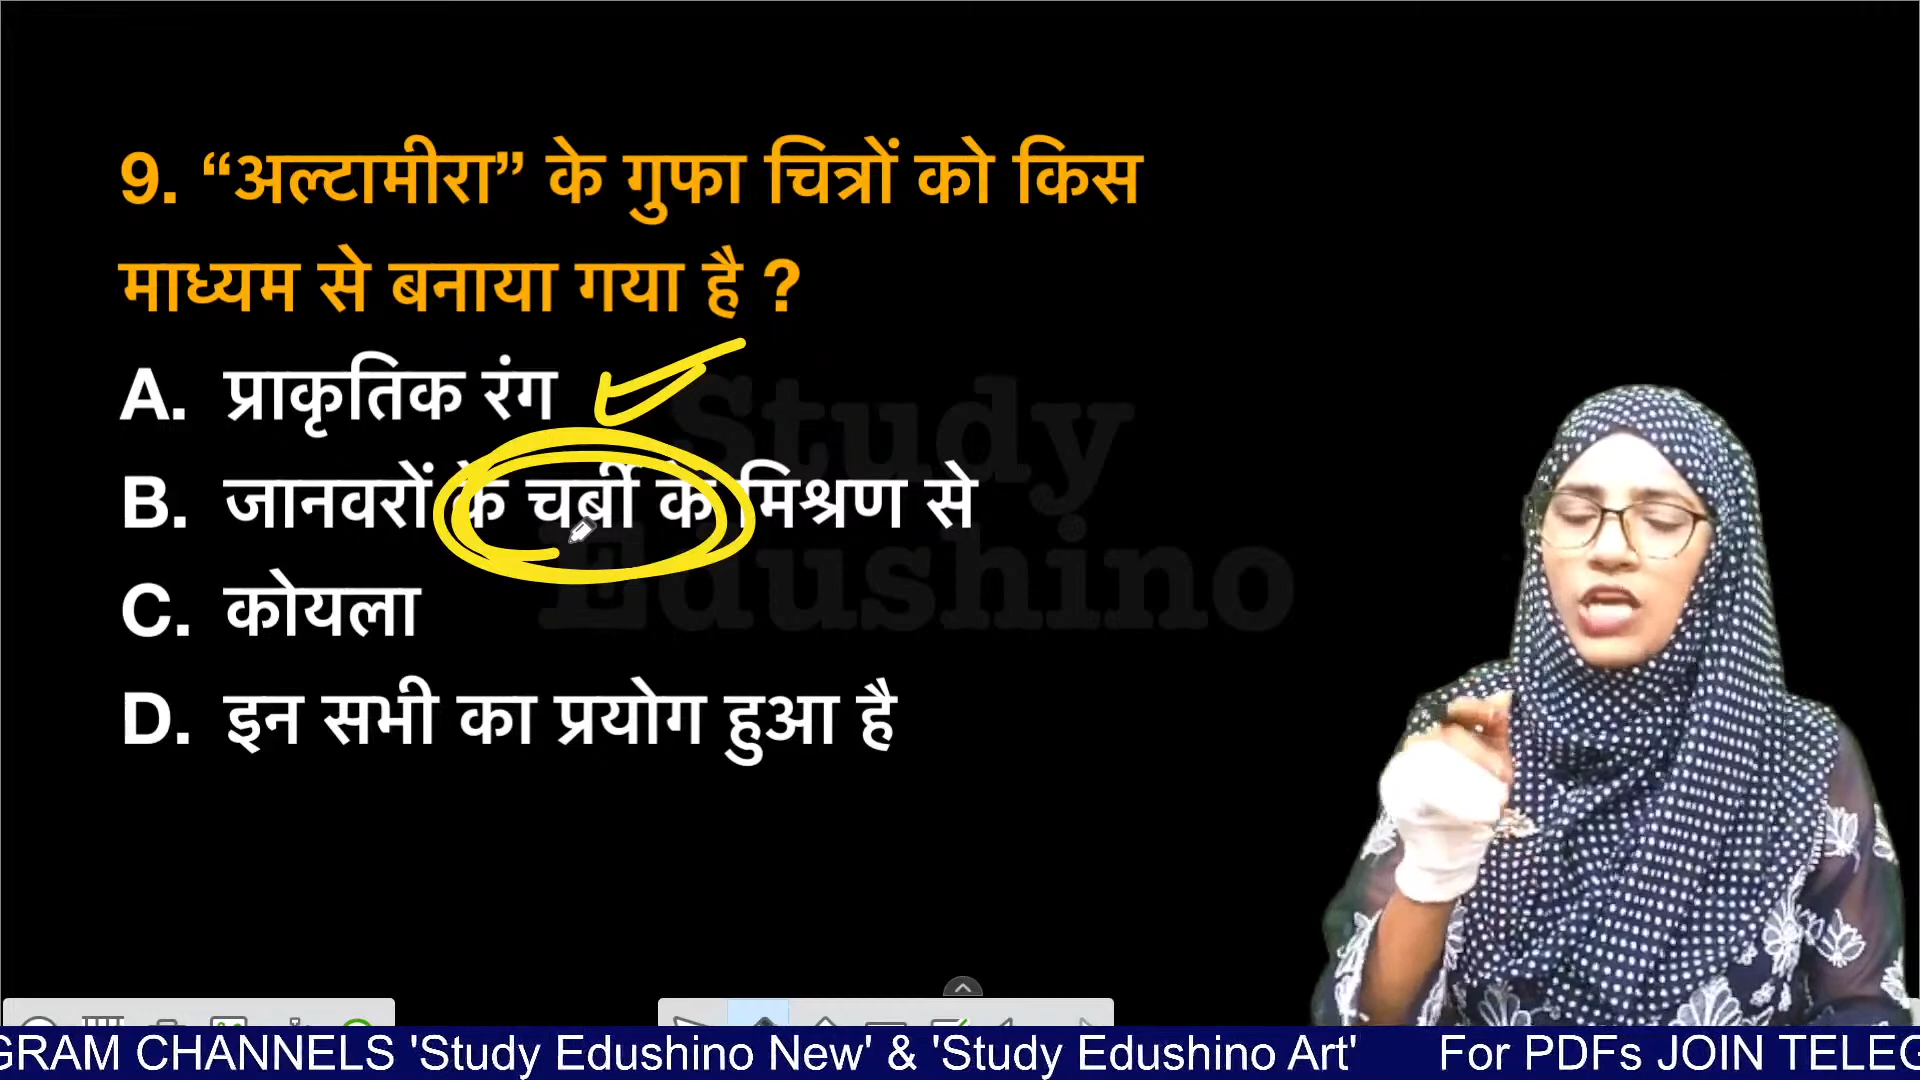 9. “अल्टामीरा” के गुफा चित्रों को किस
माध्यम से बनाया गया है ?
A. प्राकृतिक रंग
B. जानवरों के चर्बी के मिश्रण से
C. कोयला
D. इन सभी का प्रयोग हुआ है
Study
Edushino
GRAM CHANNELS 'Study Edushino New' & 'Study Edushino Art' For PDFs JOIN TELEG